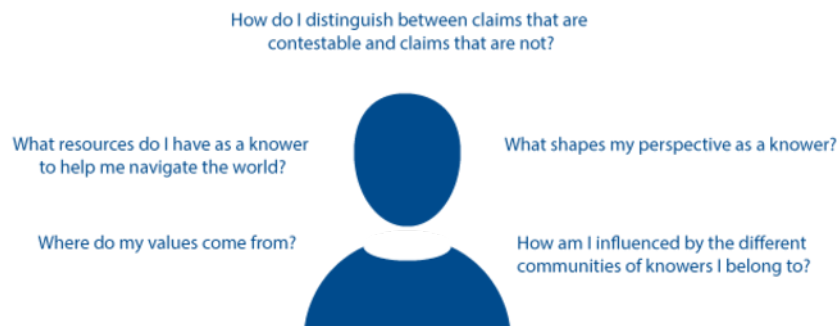 How do I distinguish between claims that are
contestable and claims that are not?
What resources do I have as a knower
to help me navigate the world?
What shapes my perspective as a knower?
Where do my values come from?
How am I influenced by the different
communities of knowers I belong to?